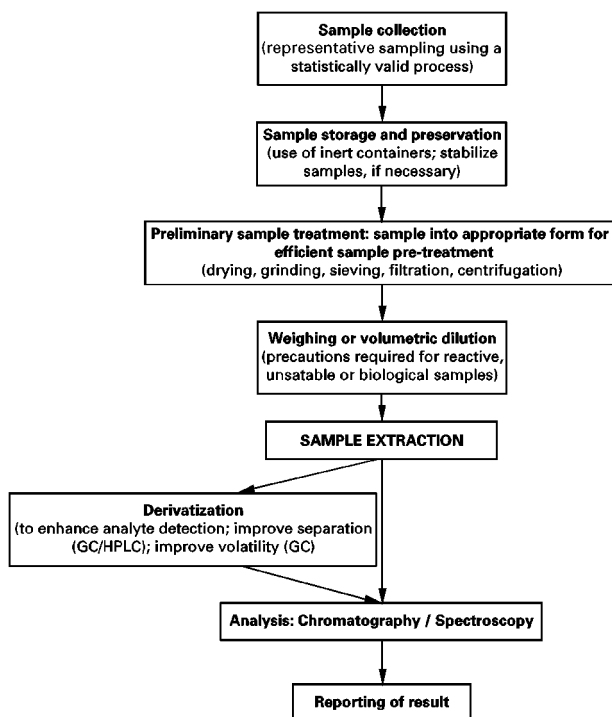 Sample collection
(representative sampling using a
statistically valid process)
Sample storage and preservation
(use of inert containers; stabilize
samples, if necessary)
Preliminary sample treatment: sample into appropriate form for
efficient sample pre-treatment
(drying, grinding, sieving, filtration, centrifugation)
Weighing or volumetric dilution
(precautions required for reactive,
unsatable or biological samples)
SAMPLE EXTRACTION
Derivatization
(to enhance analyte detection; improve separation
(GC/HPLC); improve volatility (GC)
Analysis: Chromatography / Spectroscopy
Reporting of result